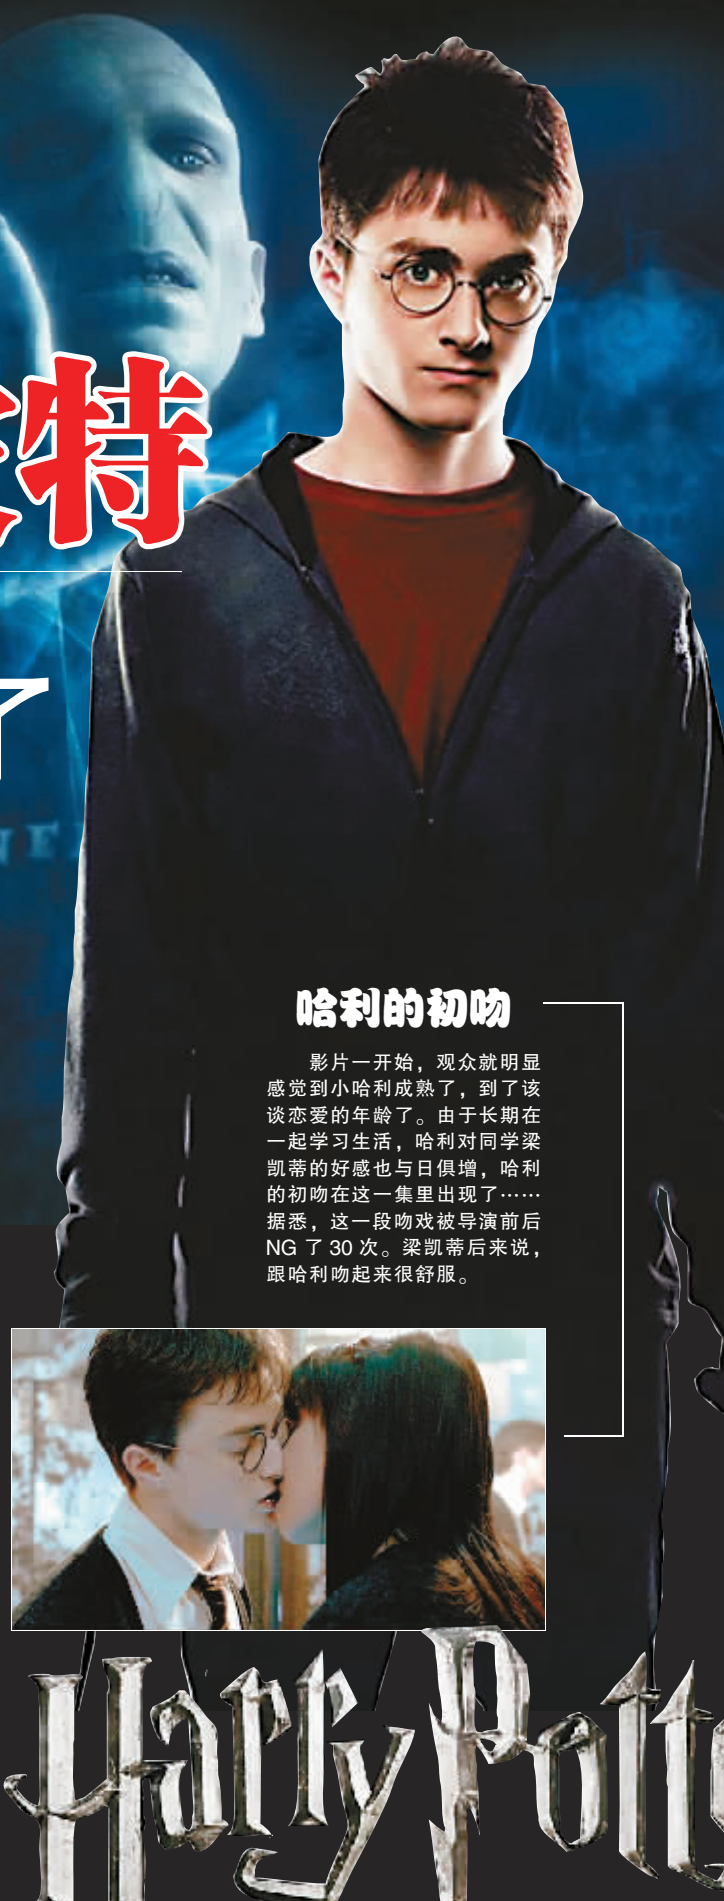 特
了
哈利的初吻
影片一开始，观众就明显
感觉到小哈利成熟了，到了该
谈恋爱的年龄了。由于长期在
一起学习生活，哈利对同学梁
凯蒂的好感也与日俱增，哈利
的初吻在这一集里出现了……
据悉，这一段吻戏被导演前后
NG 了 30 次。梁凯蒂后来说，
跟哈利吻起来很舒服。
Harry Pott